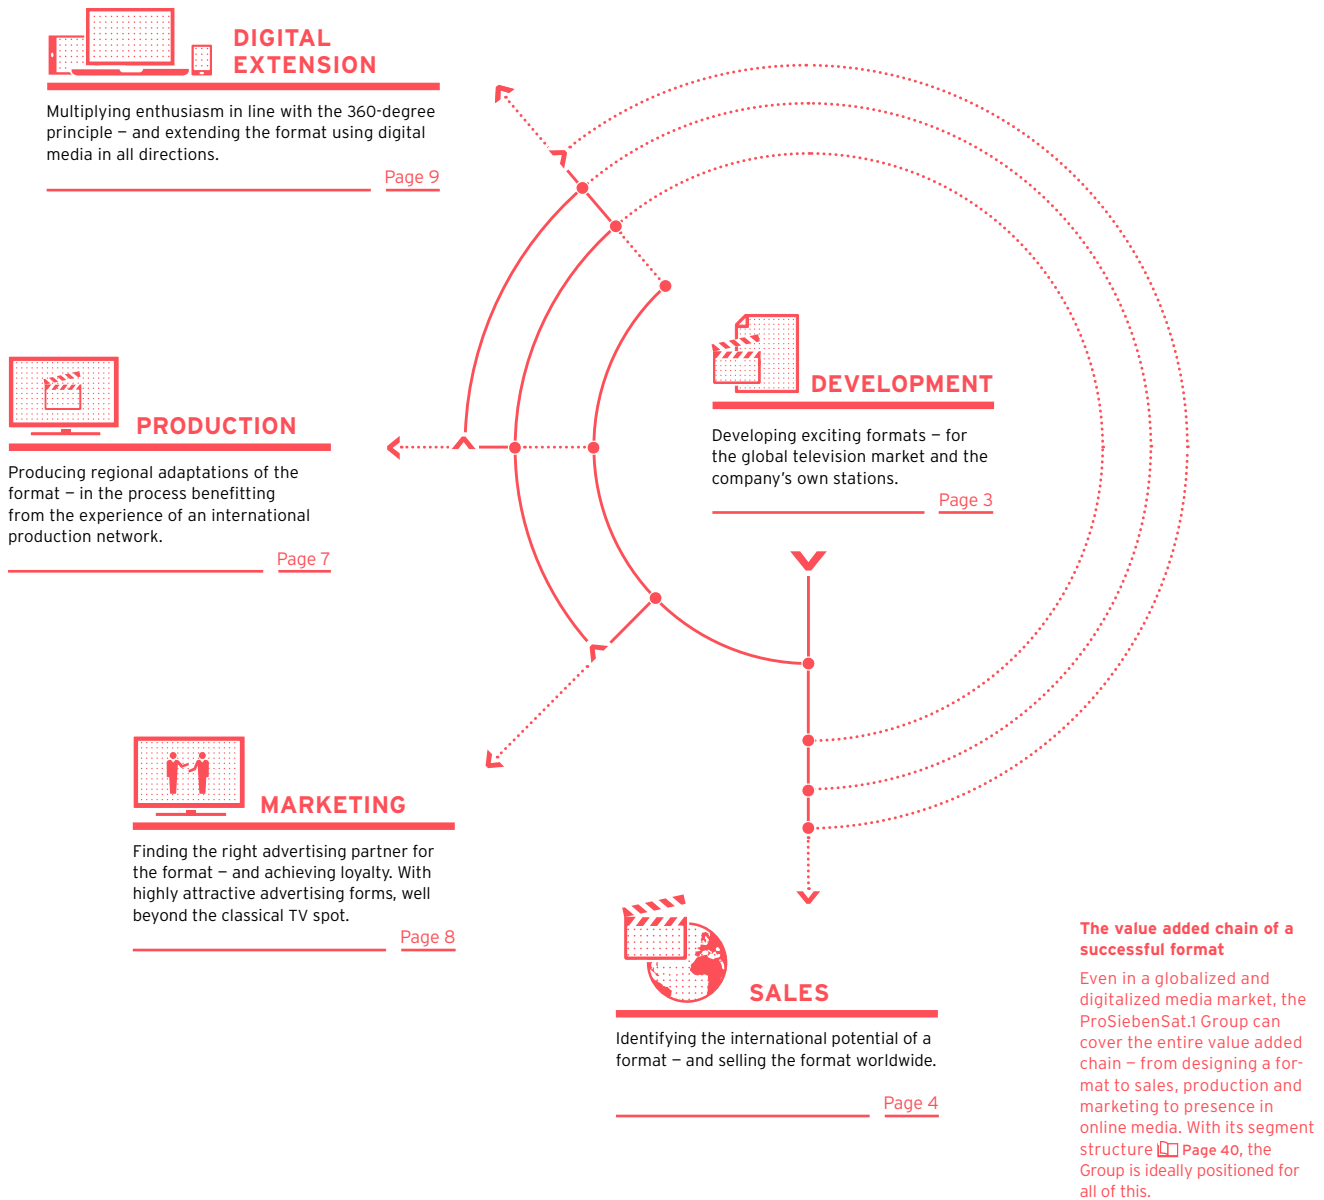 DIGITAL
EXTENSION
Multiplying enthusiasm in line with the 360-degree
principle – and extending the format using digital
media in all directions.
Page 9
DEVELOPMENT
Developing exciting formats – for
the global television market and the
company's own stations.
Page 3
PRODUCTION
Producing regional adaptations of the
format – in the process benefitting
from the experience of an international
production network.
Page 7
MARKETING
Finding the right advertising partner for
the format – and achieving loyalty. With
highly attractive advertising forms, well
beyond the classical TV spot.
Page 8
SALES
Identifying the international potential of a
format – and selling the format worldwide.
Page 4
The value added chain of a
successful format
Even in a globalized and
digitalized media market, the
ProSiebenSat.1 Group can
cover the entire value added
chain – from designing a for-
mat to sales, production and
marketing to presence in
online media. With its segment
structure Page 40, the
Group is ideally positioned for
all of this.